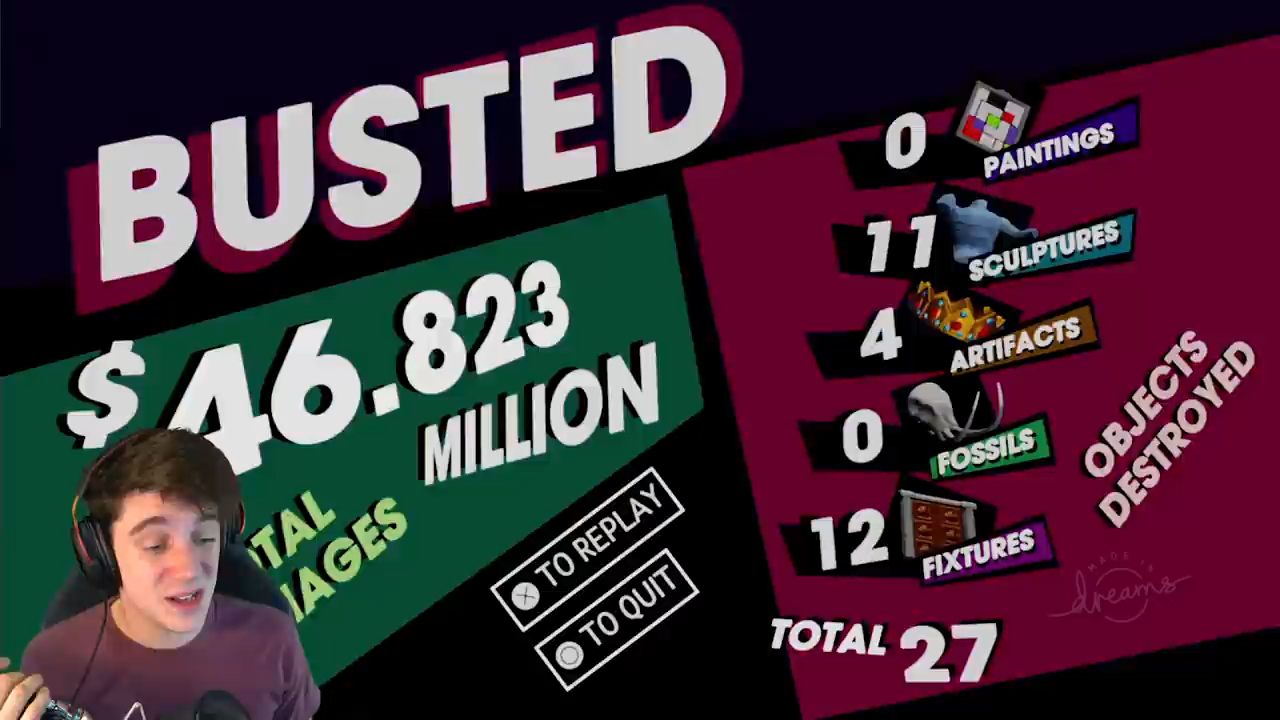 BUSTED
$46.823
MILLION
TO REPLAY
TO QUIT
0 PAINTINGS
11 SCULPTURES
4 ARTIFACTS
0 FOSSILS
12 FIXTURES
TOTAL 27
OBJECTS
DESTROYED
MADE IN
dreams